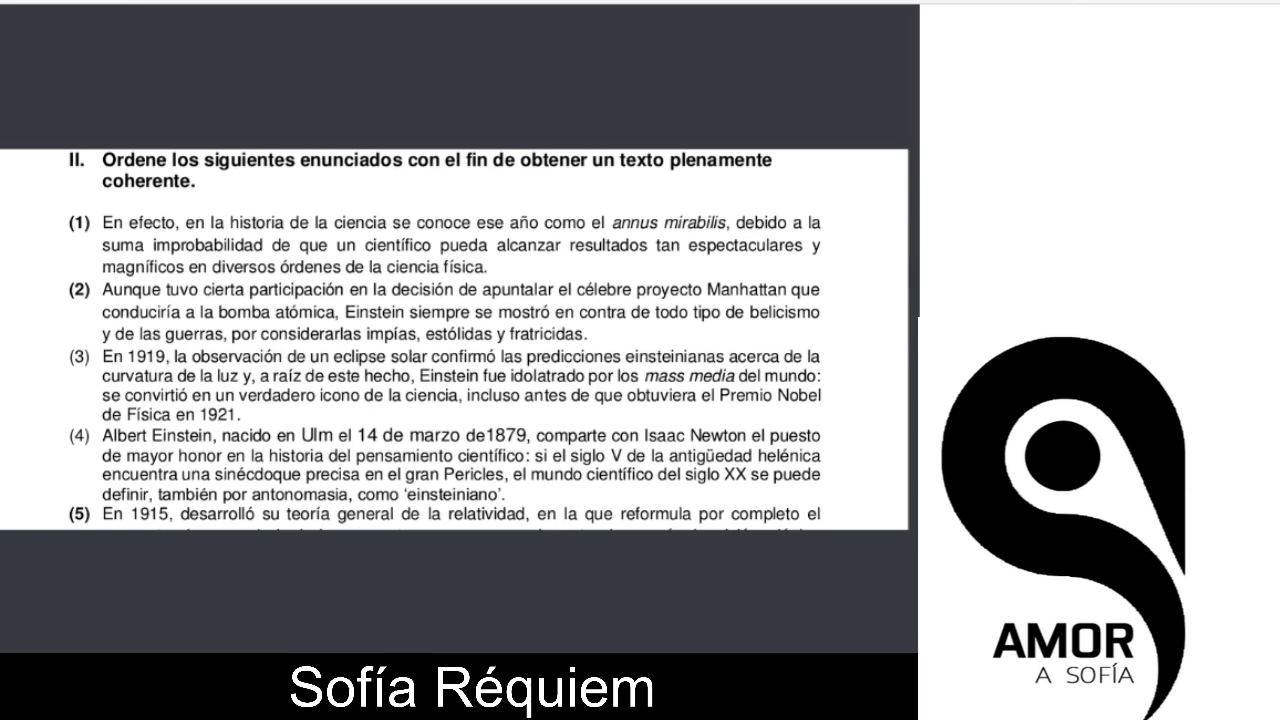 II. Ordene los siguientes enunciados con el fin de obtener un texto plenamente
coherente.
(1) En efecto, en la historia de la ciencia se conoce ese año como el annus mirabilis, debido a la
suma improbabilidad de que un científico pueda alcanzar resultados tan espectaculares y
magníficos en diversos órdenes de la ciencia física.
(2) Aunque tuvo cierta participación en la decisión de apuntalar el célebre proyecto Manhattan que
conduciría a la bomba atómica, Einstein siempre se mostró en contra de todo tipo de belicismo
y de las guerras, por considerarlas impías, estólidas y fratricidas.
(3) En 1919, la observación de un eclipse solar confirmó las predicciones einsteinianas acerca de la
curvatura de la luz y, a raíz de este hecho, Einstein fue idolatrado por los mass media del mundo:
se convirtió en un verdadero icono de la ciencia, incluso antes de que obtuviera el Premio Nobel
de Física en 1921.
(4) Albert Einstein, nacido en Ulm el 14 de marzo de1879, comparte con Isaac Newton el puesto
de mayor honor en la historia del pensamiento científico: si el siglo V de la antigüedad helénica
encuentra una sinécdoque precisa en el gran Pericles, el mundo científico del siglo XX se puede
definir, también por antonomasia, como ‘einsteiniano’.
(5) En 1915, desarrolló su teoría general de la relatividad, en la que reformula por completo el
AMOR
A SOFÍA
Sofía Réquiem